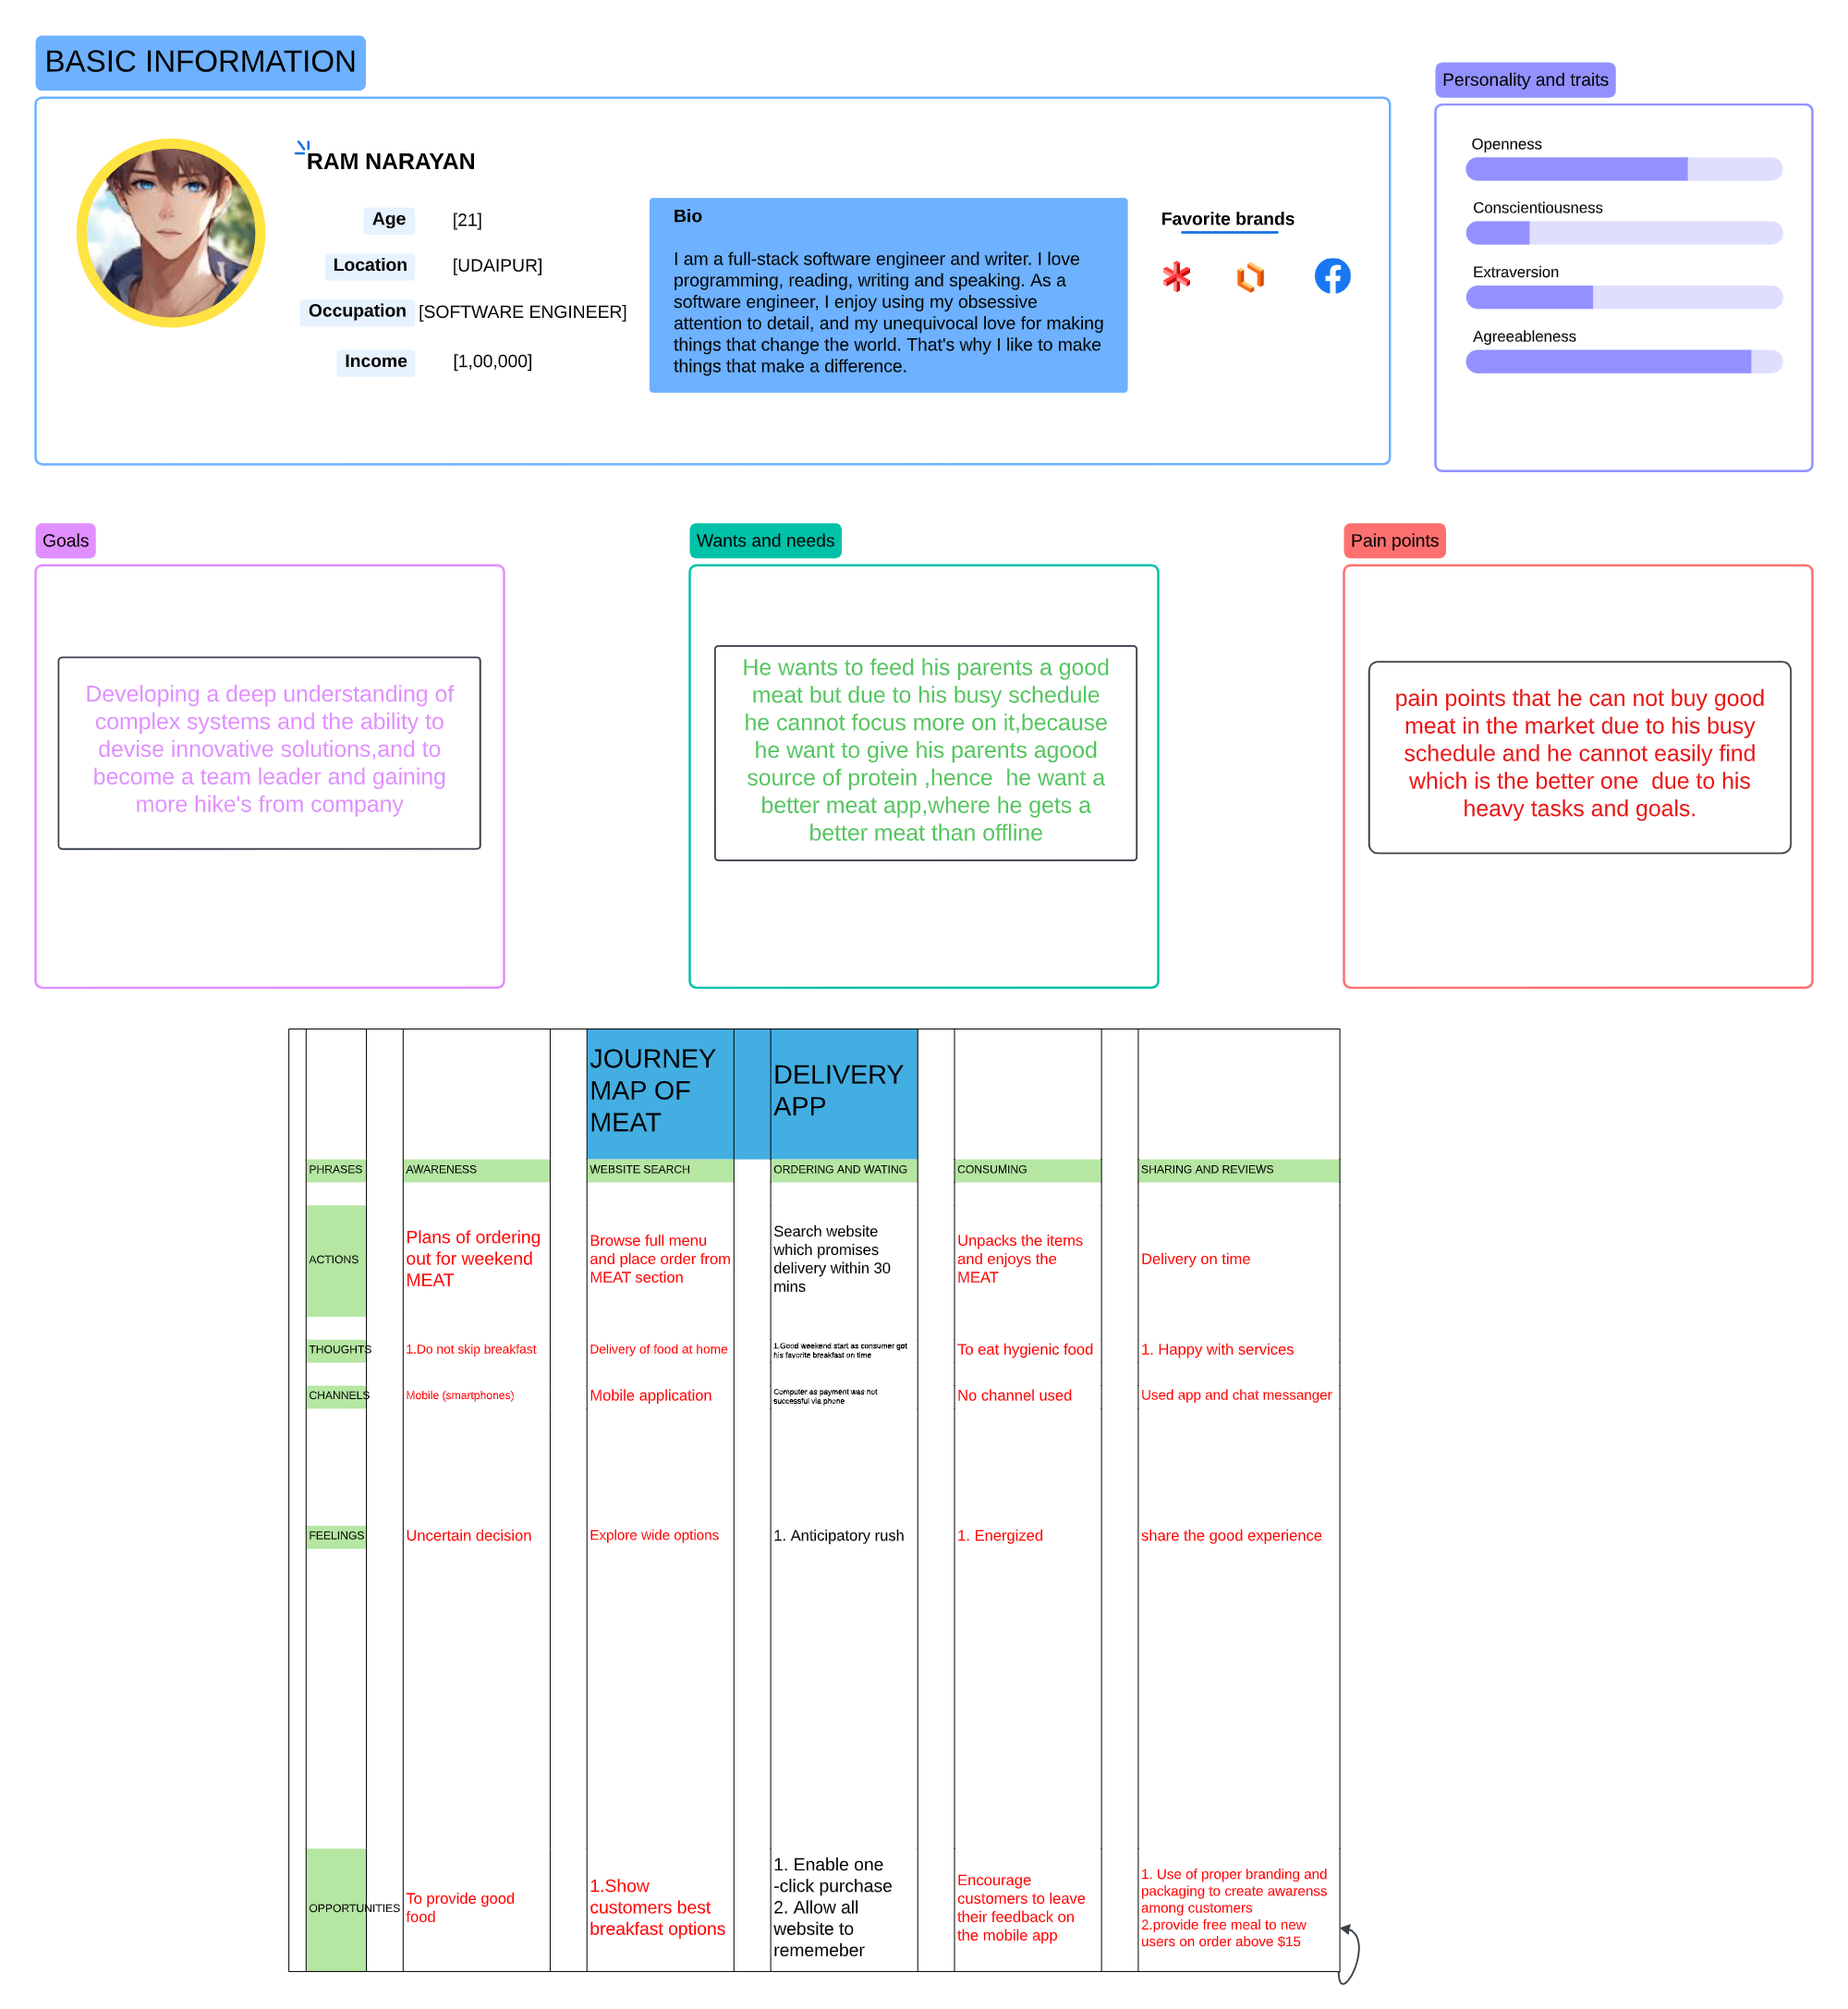 BASIC INFORMATION
Personality and traits
RAM NARAYAN
Age
[21]
Location
[UDAIPUR]
Occupation
[SOFTWARE ENGINEER]
Income
[1,00,000]
Bio
I am a full-stack software engineer and writer. I love
programming, reading, writing and speaking. As a
software engineer, I enjoy using my obsessive
attention to detail, and my unequivocal love for making
things that change the world. That's why I like to make
things that make a difference.
Favorite brands
Openness
Conscientiousness
Extraversion
Agreeableness
Goals
Developing a deep understanding of
complex systems and the ability to
devise innovative solutions,and to
become a team leader and gaining
more hike's from company
Wants and needs
He wants to feed his parents a good
meat but due to his busy schedule
he cannot focus more on it,because
he want to give his parents agood
source of protein ,hence  he want a
better meat app,where he gets a
better meat than offline
Pain points
pain points that he can not buy good
meat in the market due to his busy
schedule and he cannot easily find
which is the better one  due to his
heavy tasks and goals.
JOURNEY
MAP OF
MEAT
DELIVERY
APP
PHRASES
AWARENESS
WEBSITE SEARCH
ORDERING AND WATING
CONSUMING
SHARING AND REVIEWS
ACTIONS
Plans of ordering
out for weekend
MEAT
Browse full menu
and place order from
MEAT section
Search website
which promises
delivery within 30
mins
Unpacks the items
and enjoys the
MEAT
Delivery on time
THOUGHTS
1.Do not skip breakfast
Delivery of food at home
1.Good weekend start as consumer got
his favorite breakfast on time
To eat hygienic food
1. Happy with services
CHANNELS
Mobile (smartphones)
Mobile application
Computer as payment was not
successful via phone
No channel used
Used app and chat messanger
FEELINGS
Uncertain decision
Explore wide options
1. Anticipatory rush
1. Energized
share the good experience
OPPORTUNITIES
To provide good
food
1.Show
customers best
breakfast options
1. Enable one
-click purchase
2. Allow all
website to
rememeber
Encourage
customers to leave
their feedback on
the mobile app
1. Use of proper branding and
packaging to create awarenss
among customers
2.provide free meal to new
users on order above $15